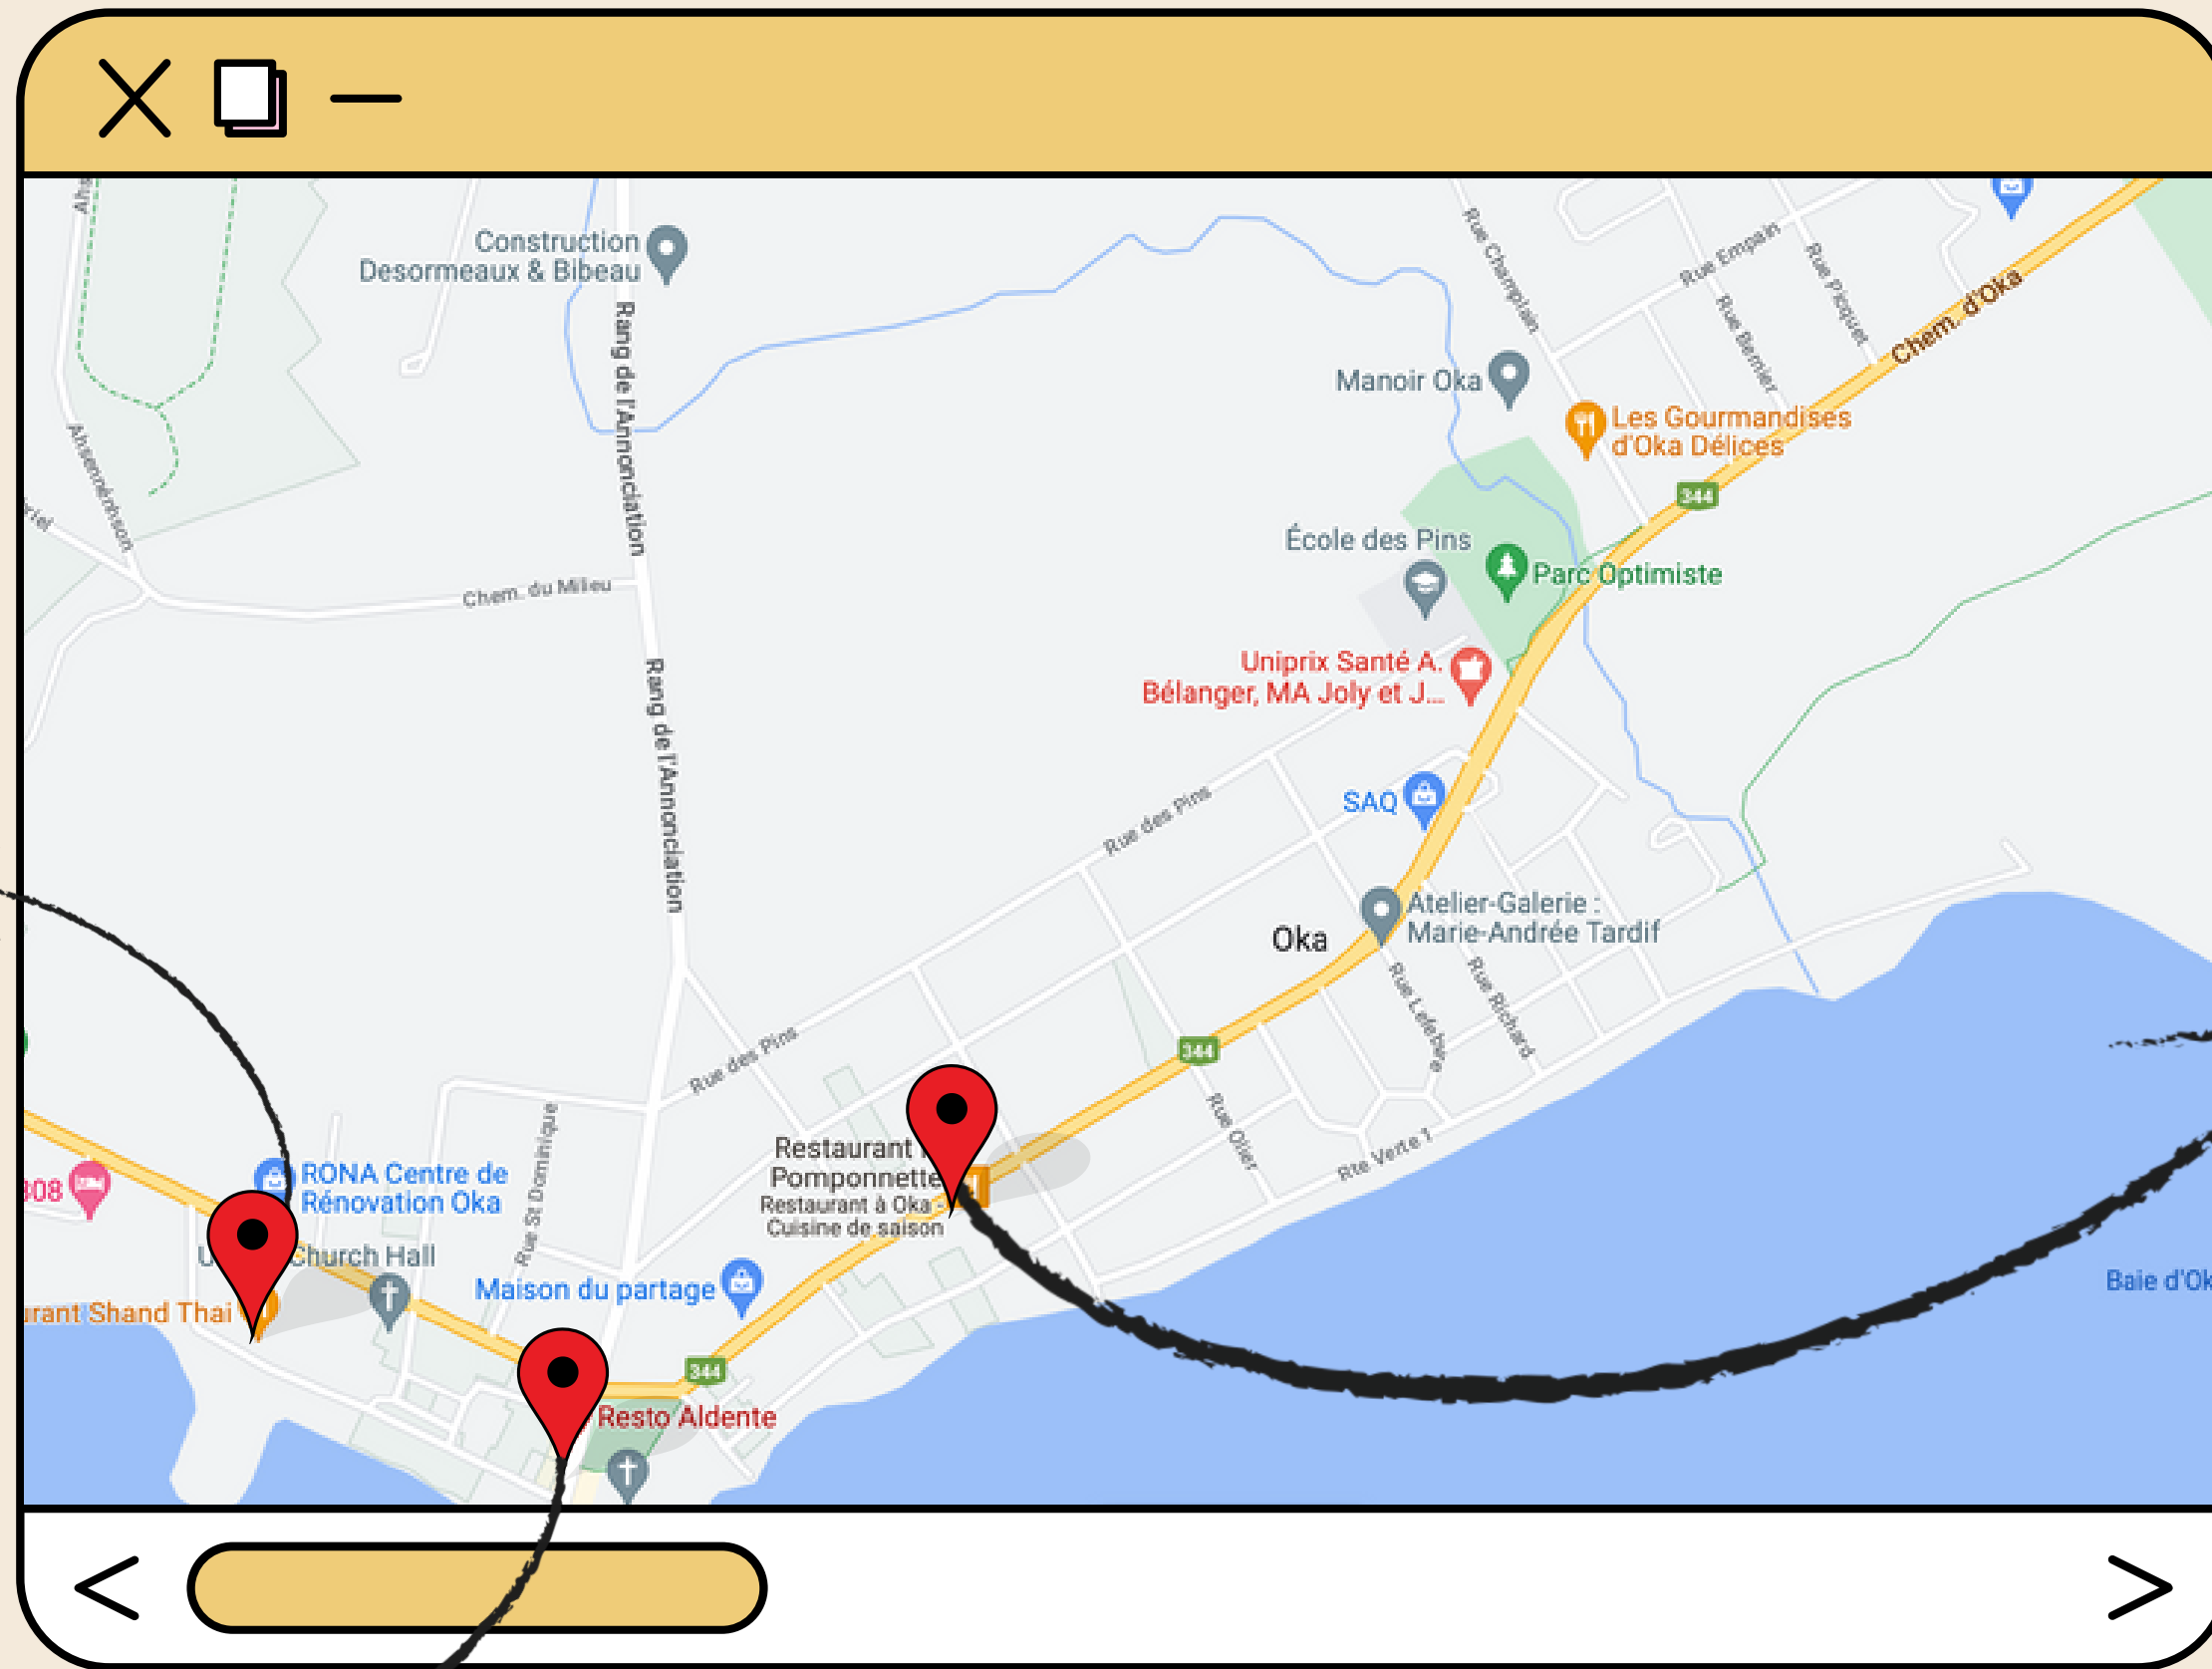 Construction
Desormeaux & Bibeau
Rang de l'Annonciation
Rue Champlain
Rue Empain
Rue Picquet
Rue Bernier
Chem. d'Oka
Manoir Oka
Les Gourmandises
d'Oka Délices
344
Ahsennénhson
Chem. du Milieu
École des Pins
Parc Optimiste
Uniprix Santé A.
Bélanger, MA Joly et J...
Rang de l'Annonciation
Rue des Pins
SAQ
Atelier-Galerie :
Marie-Andrée Tardif
Oka
Rue Lefebvre
Rue Richard
Rue des Pins
344
Rue Olier
Rte Verte 1
Rue St Dominique
Restaurant
Pomponnette
Restaurant à Oka -
Cuisine de saison
308
RONA Centre de
Rénovation Oka
Church Hall
Maison du partage
Shand Thai
344
Resto Aldente
Baie d'Ok